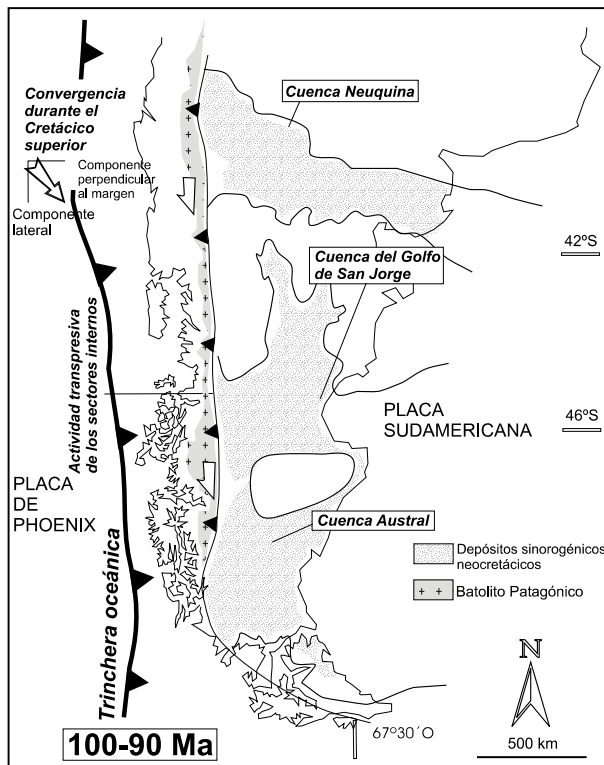 Convergencia
durante el
Cretácico
superior
Componente
perpendicular
al margen
Componente
lateral
Cuenca Neuquina
42ºS
Cuenca del Golfo
de San Jorge
Actividad transpresiva
de los sectores internos
PLACA
SUDAMERICANA
46ºS
PLACA
DE
PHOENIX
Cuenca Austral
Depósitos sinorogénicos
neocretácicos
Batolito Patagónico
Trinchera oceánica
N
100-90 Ma
67º30´O
500 km